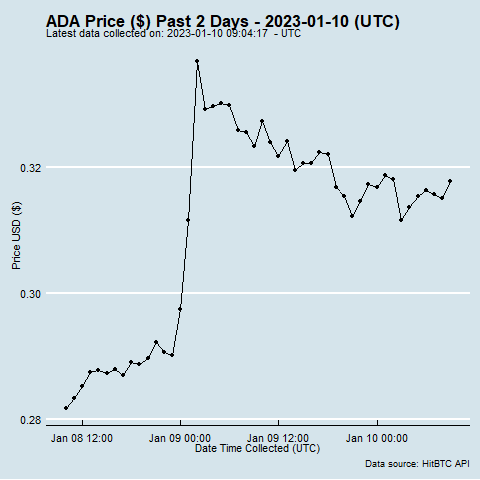 ADA Price ($) Past 2 Days - 2023-01-10 (UTC)
Latest data collected on: 2023-01-10 09:04:17 - UTC
0.32
0.30
0.28
Price USD ($)
Jan 08 12:00 Jan 09 00:00 Jan 09 12:00 Jan 10 00:00
Date Time Collected (UTC)
Data source: HitBTC API